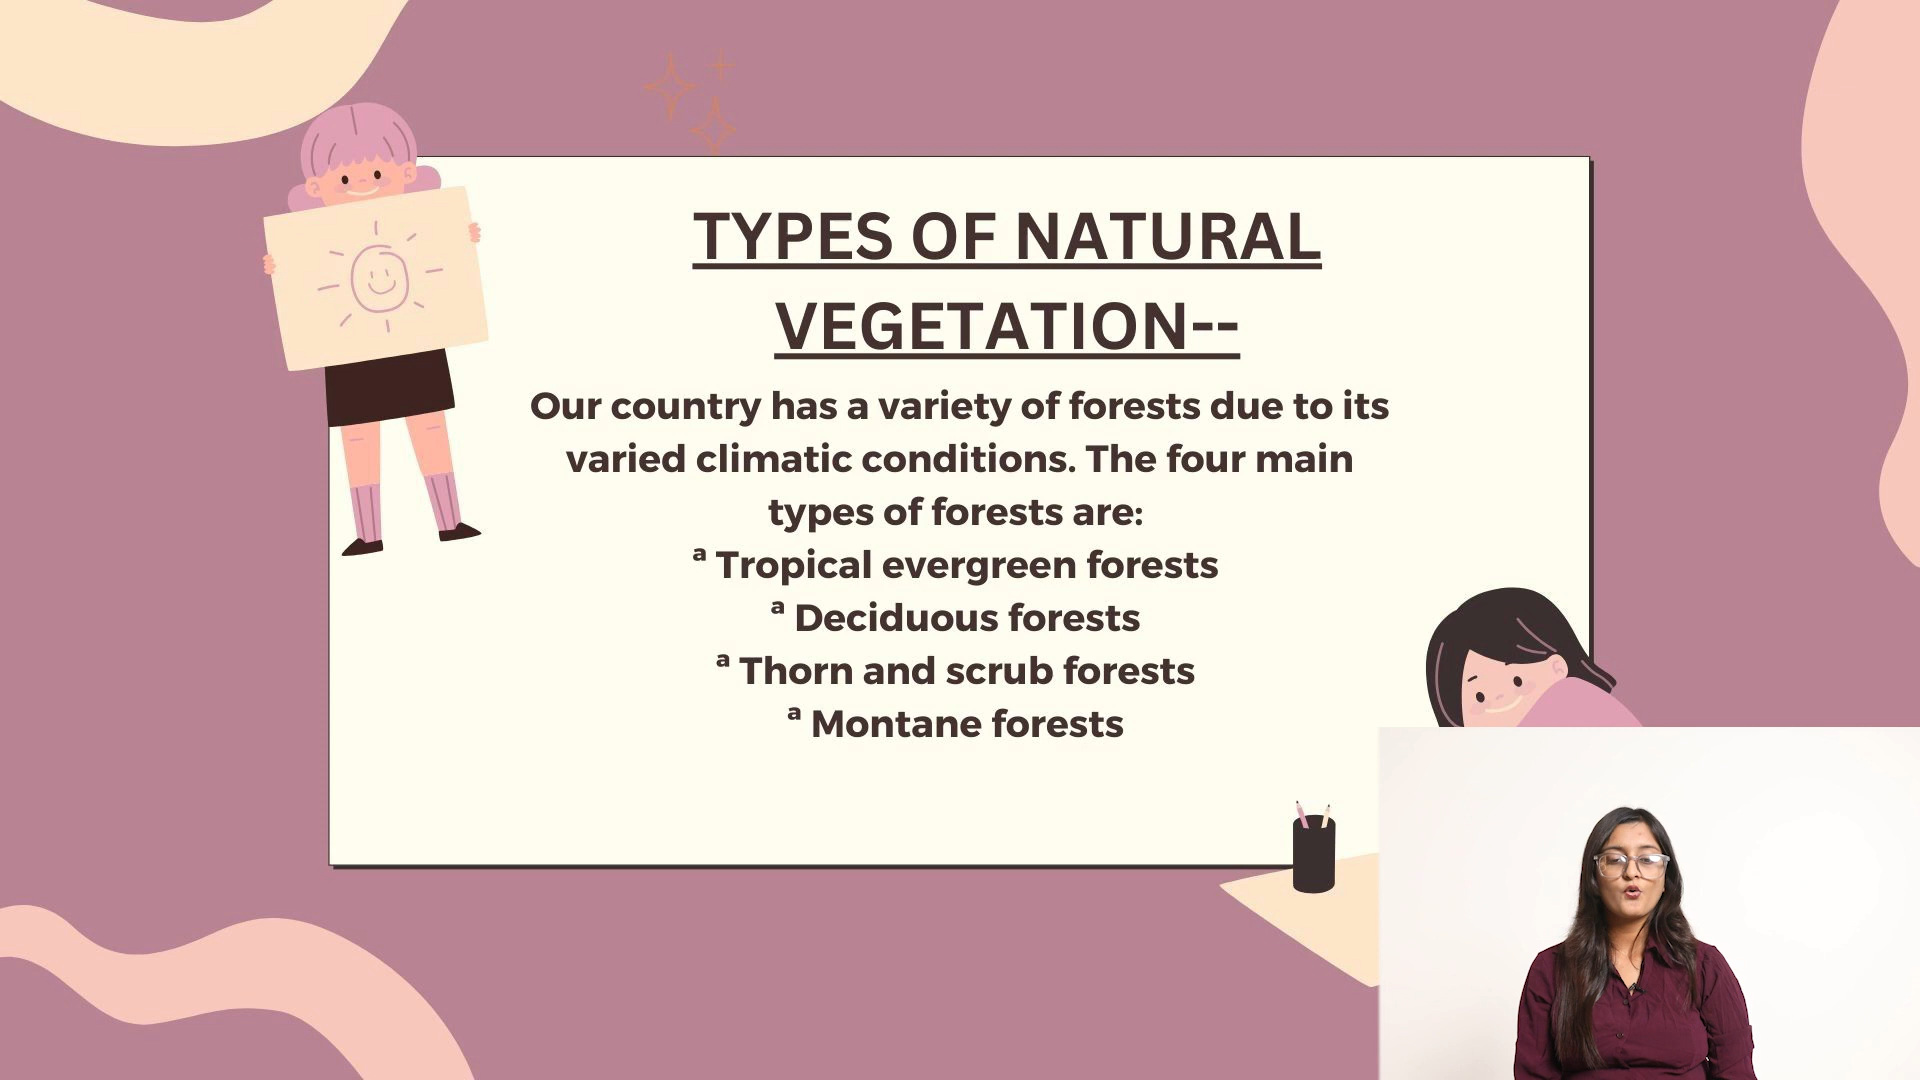 TYPES OF NATURAL
VEGETATION--
Our country has a variety of forests due to its
varied climatic conditions. The four main
types of forests are:
ª Tropical evergreen forests
ª Deciduous forests
ª Thorn and scrub forests
ª Montane forests